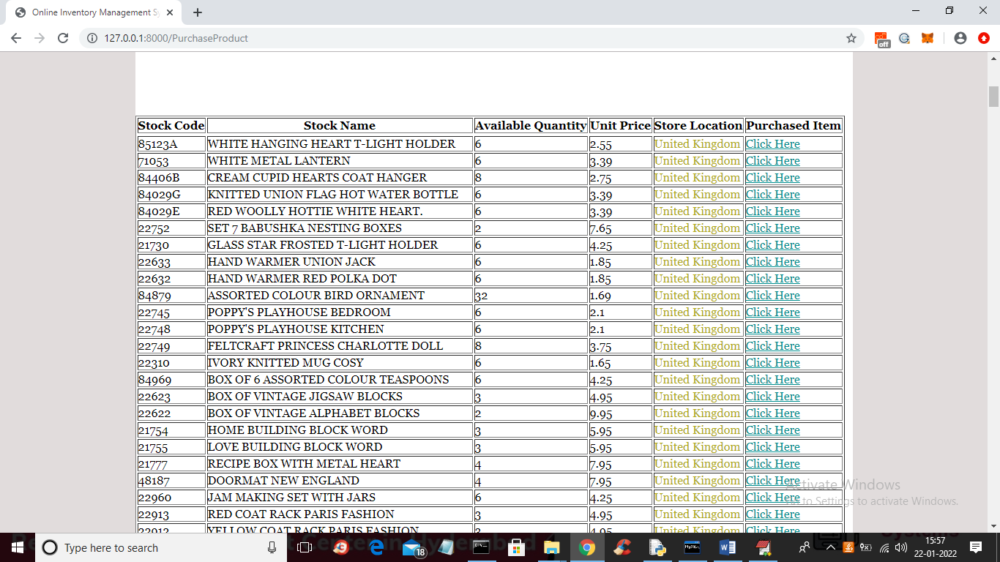 Online Inventory Management S
127.0.0.1:8000/PurchaseProduct
off
Stock Code Stock Name Available Quantity Unit Price Store Location Purchased Item
85123A WHITE HANGING HEART T-LIGHT HOLDER 6 2.55 United Kingdom Click Here
71053 WHITE METAL LANTERN 6 3.39 United Kingdom Click Here
84406B CREAM CUPID HEARTS COAT HANGER 8 2.75 United Kingdom Click Here
84029G KNITTED UNION FLAG HOT WATER BOTTLE 6 3.39 United Kingdom Click Here
84029E RED WOOLLY HOTTIE WHITE HEART. 6 3.39 United Kingdom Click Here
22752 SET 7 BABUSHKA NESTING BOXES 2 7.65 United Kingdom Click Here
21730 GLASS STAR FROSTED T-LIGHT HOLDER 6 4.25 United Kingdom Click Here
22633 HAND WARMER UNION JACK 6 1.85 United Kingdom Click Here
22632 HAND WARMER RED POLKA DOT 6 1.85 United Kingdom Click Here
84879 ASSORTED COLOUR BIRD ORNAMENT 32 1.69 United Kingdom Click Here
22745 POPPY'S PLAYHOUSE BEDROOM 6 2.1 United Kingdom Click Here
22748 POPPY'S PLAYHOUSE KITCHEN 6 2.1 United Kingdom Click Here
22749 FELTCRAFT PRINCESS CHARLOTTE DOLL 8 3.75 United Kingdom Click Here
22310 IVORY KNITTED MUG COSY 6 1.65 United Kingdom Click Here
84969 BOX OF 6 ASSORTED COLOUR TEASPOONS 6 4.25 United Kingdom Click Here
22623 BOX OF VINTAGE JIGSAW BLOCKS 3 4.95 United Kingdom Click Here
22622 BOX OF VINTAGE ALPHABET BLOCKS 2 9.95 United Kingdom Click Here
21754 HOME BUILDING BLOCK WORD 3 5.95 United Kingdom Click Here
21755 LOVE BUILDING BLOCK WORD 3 5.95 United Kingdom Click Here
21777 RECIPE BOX WITH METAL HEART 4 7.95 United Kingdom Click Here
48187 DOORMAT NEW ENGLAND 4 7.95 United Kingdom Click Here
Activate Windows
22960 JAM MAKING SET WITH JARS 6 4.25 United Kingdom Click Here
to Settings to activate Windows.
22913 RED COAT RACK PARIS FASHION 3 4.95 United Kingdom Click Here
22912 YELLOW COAT RACK PARIS FASHION 3 4.95 United Kingdom Click Here
Type here to search
18
MySQL
15:57
22-01-2022